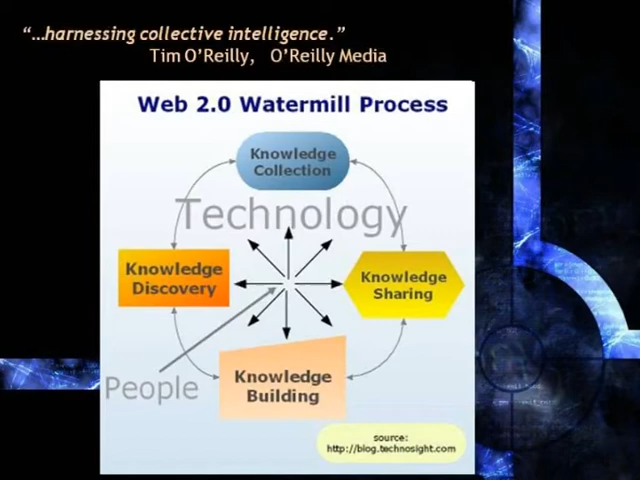 “…harnessing collective intelligence.”
Tim O’Reilly, O’Reilly Media
Web 2.0 Watermill Process
Knowledge
Collection
Technology
Knowledge
Discovery
Knowledge
Sharing
People
Knowledge
Building
source:
http://blog.technosight.com